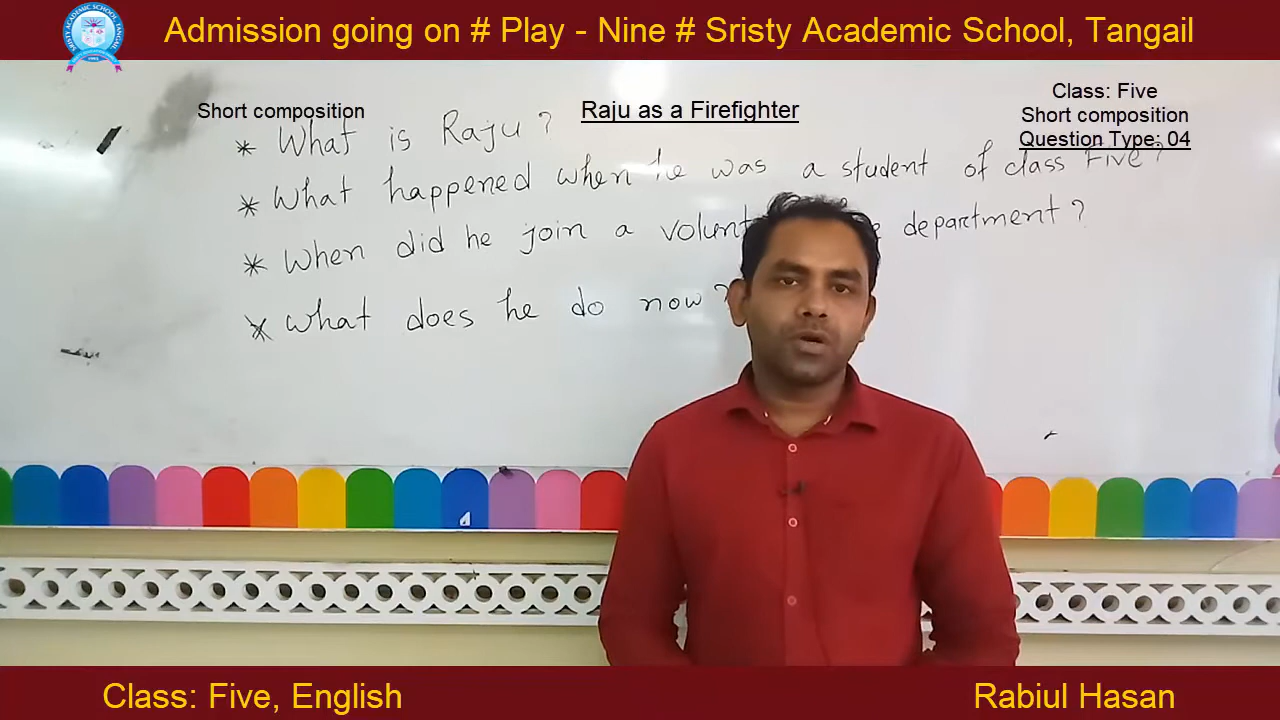 Admission going on # Play - Nine # Sristy Academic School, Tangail
Short composition
Raju as a Firefighter
Class: Five
Short composition
Question Type: 04
* What is Raju?
* What happened when he was a student of class Five?
* When did he join a department?
* What does he do now?
Class: Five, English
Rabiul Hasan